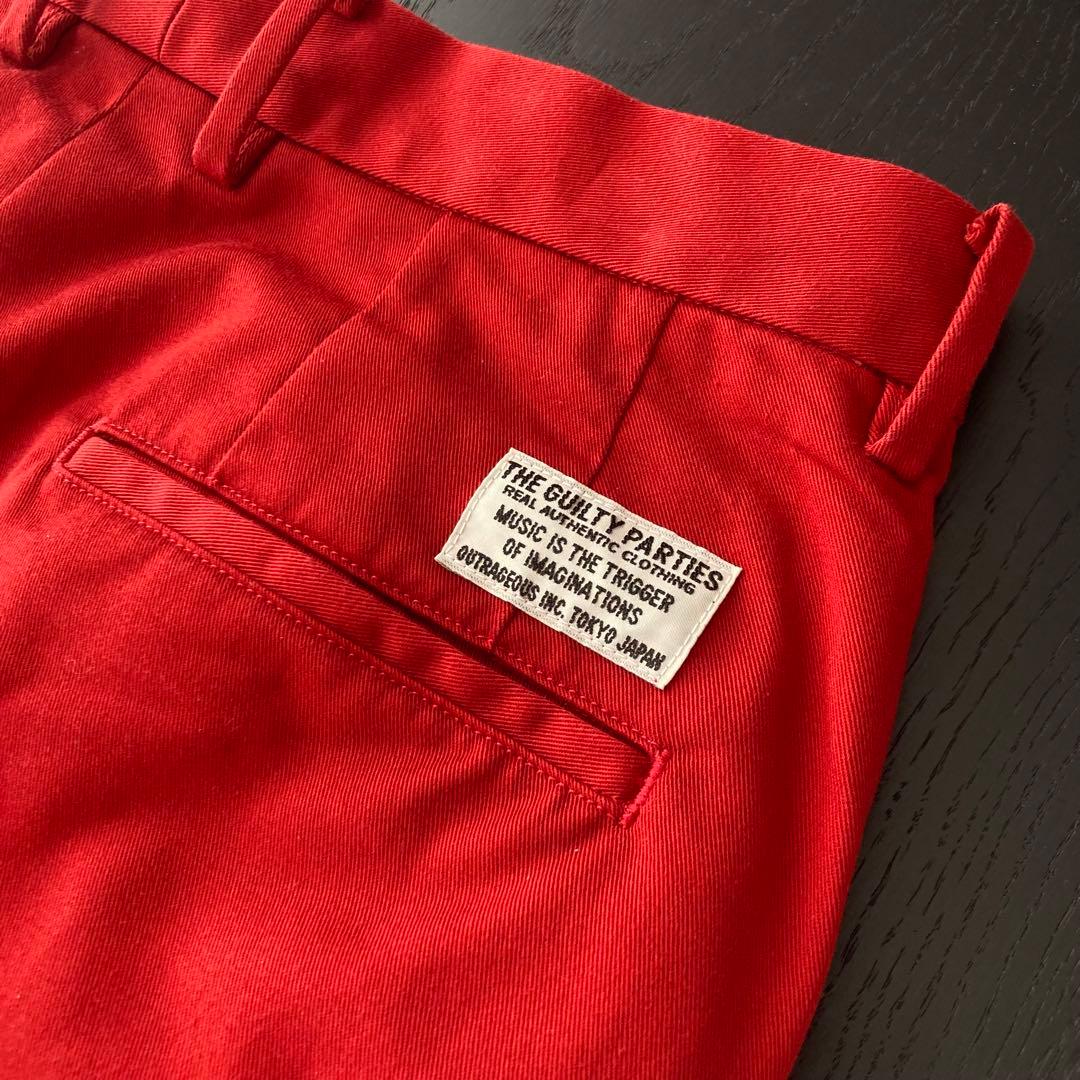 THE GUILTY PARTIES
REAL AUTHENTIC CLOTHING
MUSIC IS THE TRIGGER
OF IMAGINATIONS
OUTRAGEOUS INC. TOKYO JAPAN